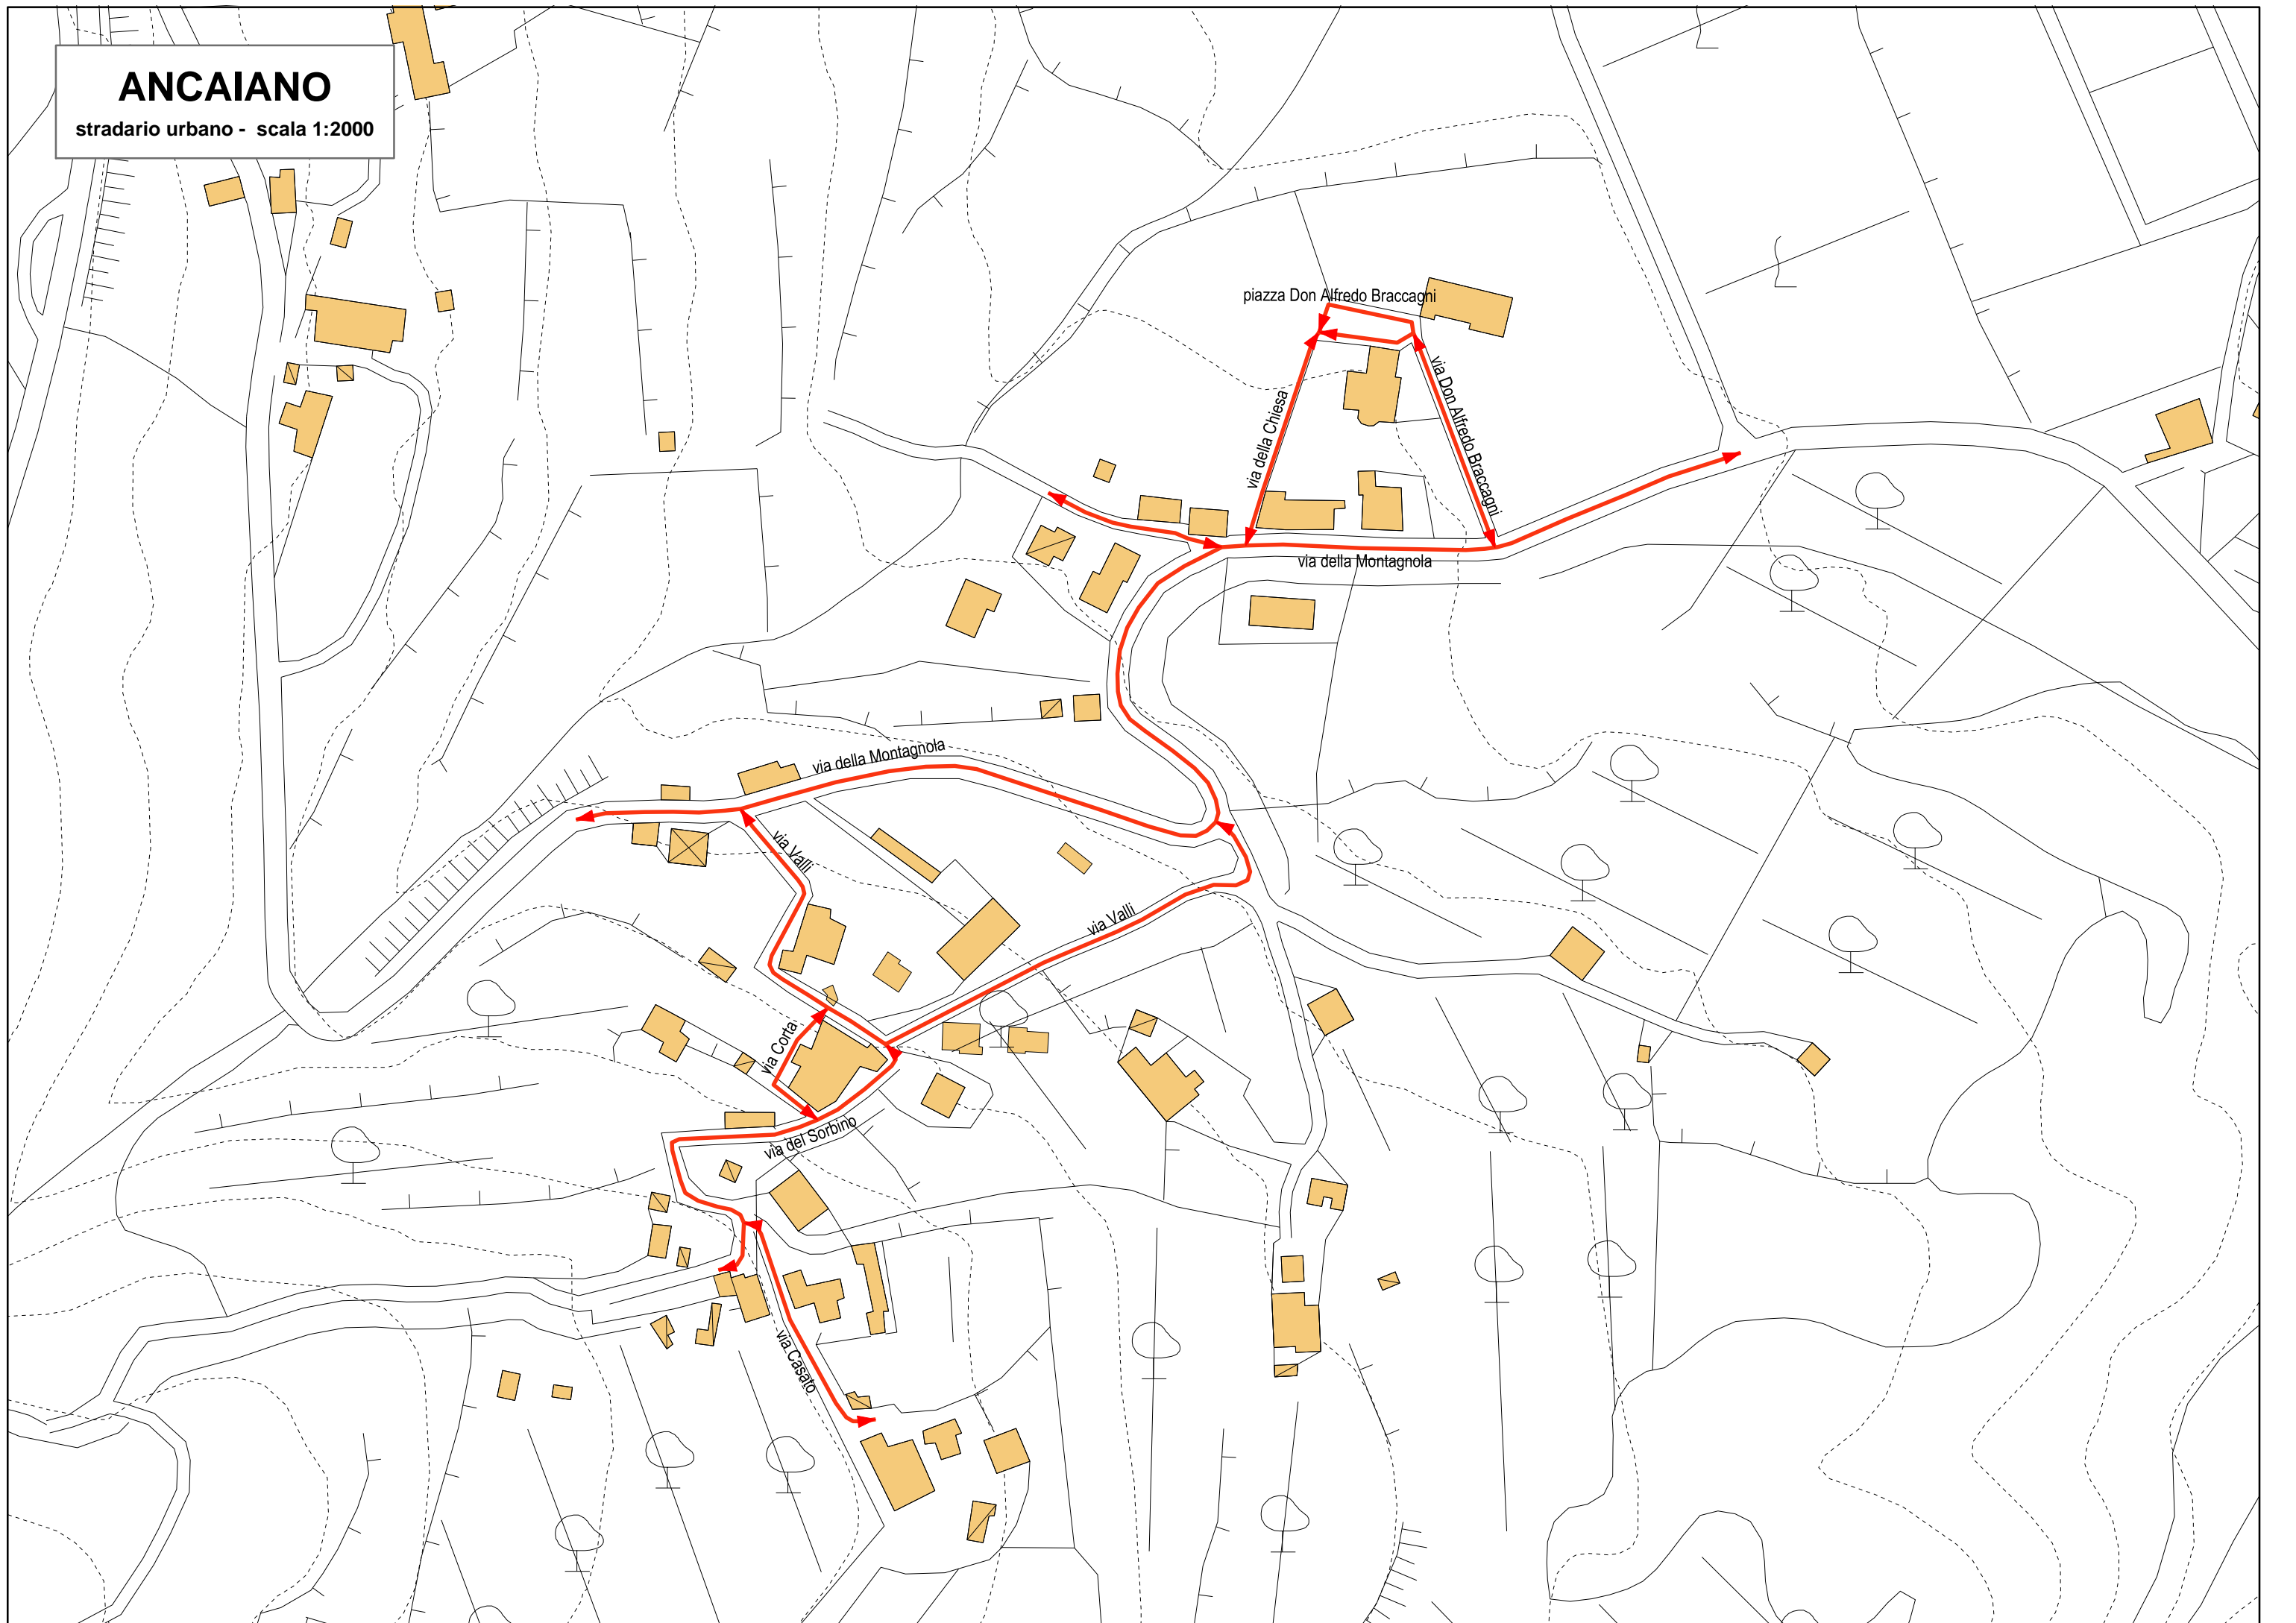 ANCAIANO
stradario urbano - scala 1:2000
piazza Don Alfredo Braccagni
via Don Alfredo Braccagni
via della Chiesa
via della Montagnola
via della Montagnola
via Valli
via Valli
via Corta
via del Sorbino
via Casato